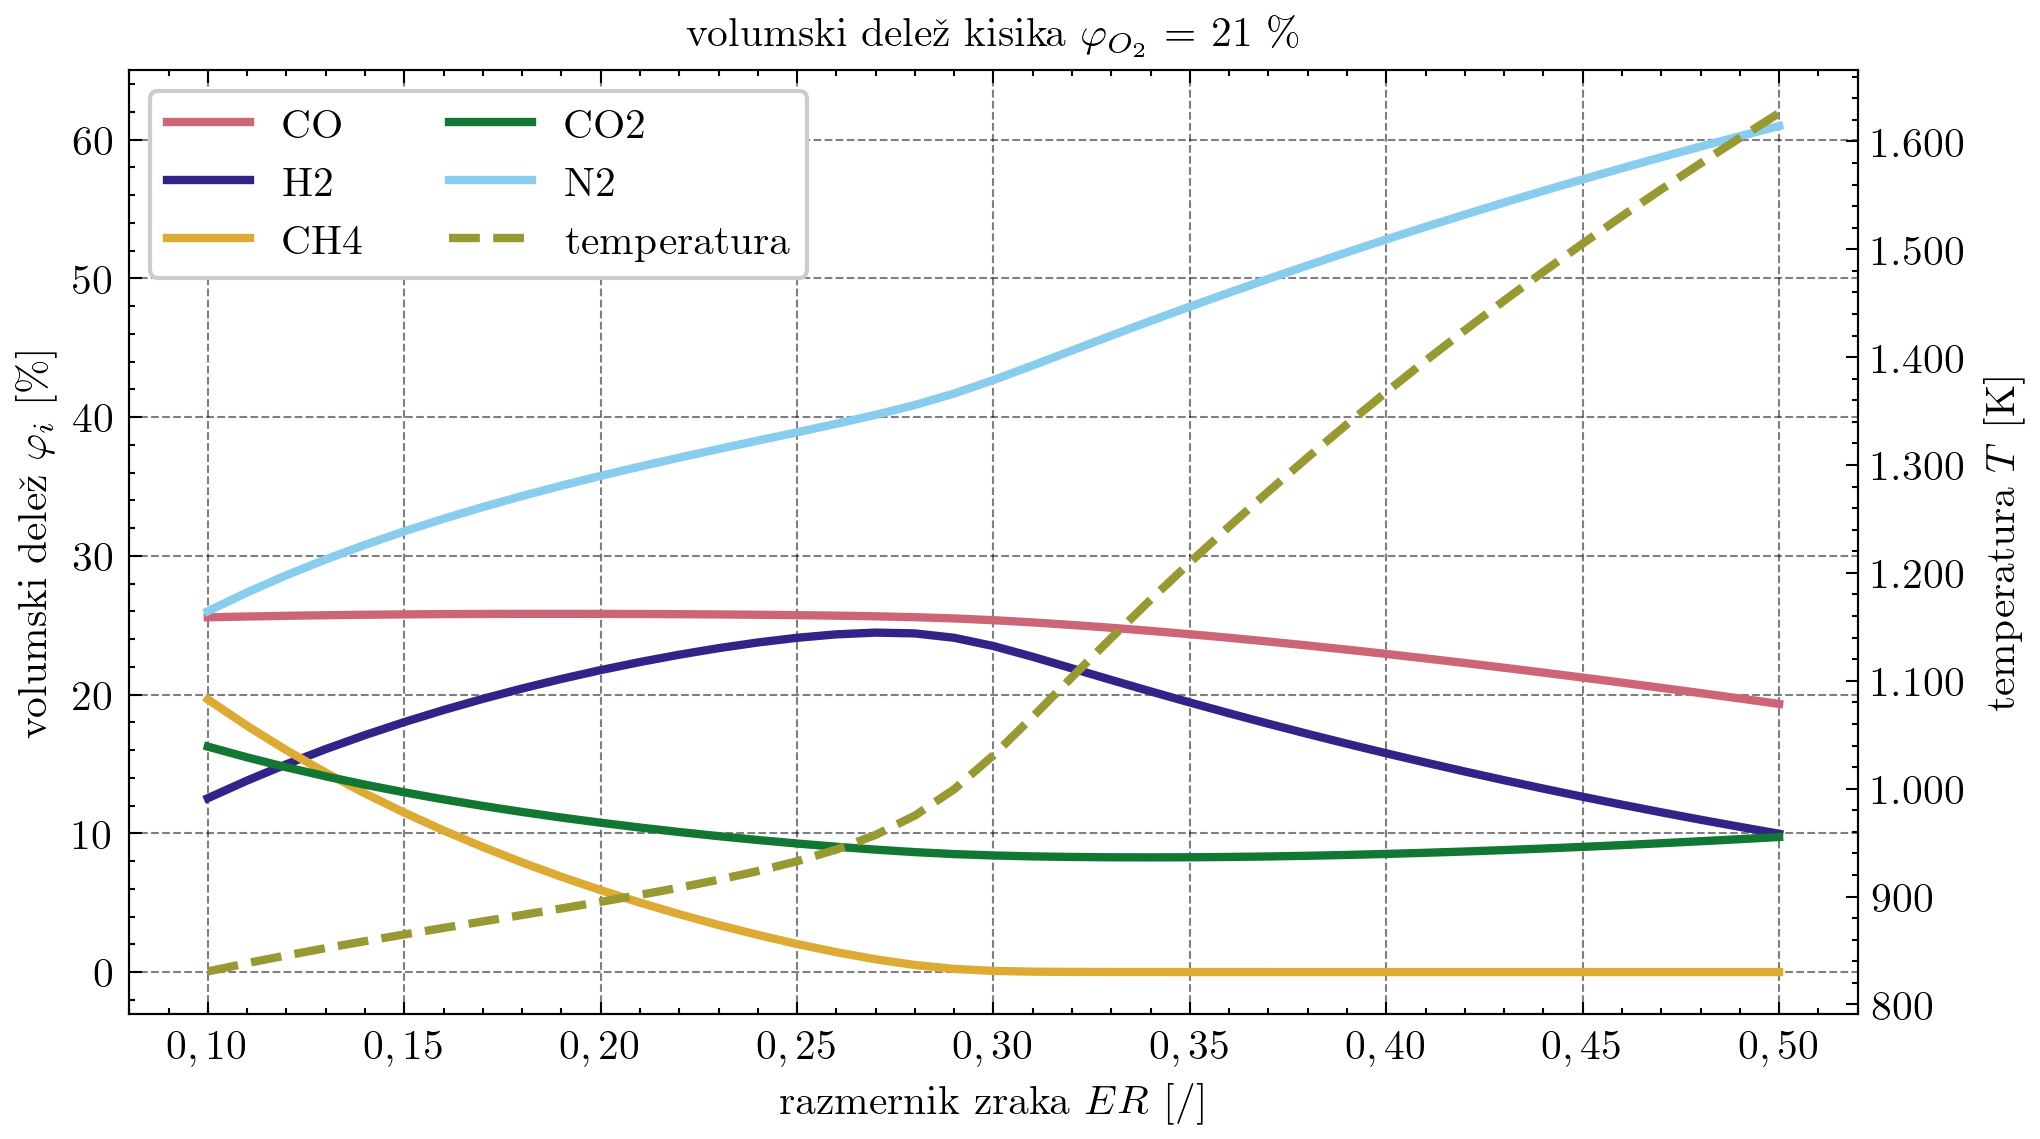 volumski delež kisika φO₂ = 21 %
CO
H2
CH4
CO2
N2
temperatura
volumski delež φᵢ [%]
60
50
40
30
20
10
0
1.600
1.500
1.400
1.300
1.200
1.100
1.000
900
800
temperatura T [K]
0,10 0,15 0,20 0,25 0,30 0,35 0,40 0,45 0,50
razmernik zraka ER [/]